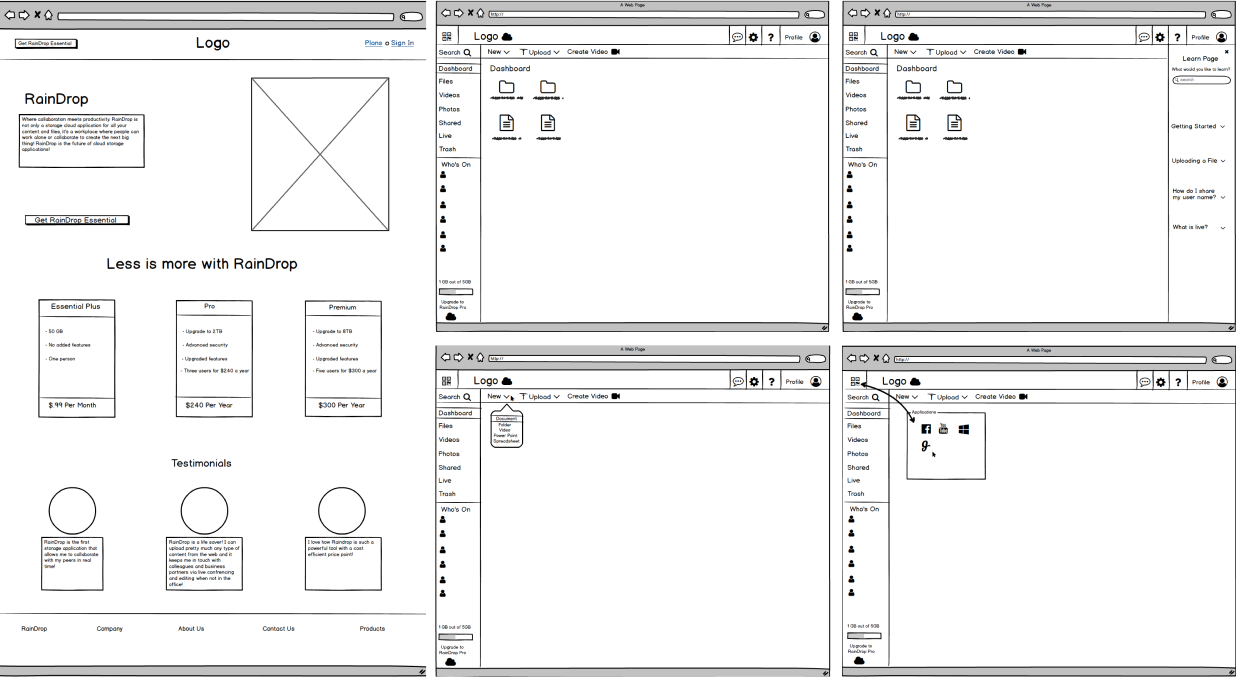 Get RainDrop Essential
Logo
Plans o Sign In
RainDrop
Where collaboration meets productivity. RainDrop is
not only a storage cloud application for all your
content and files, it's a workplace where people can
work alone or collaborate to create the next big
thing! RainDrop is the future of cloud storage
applications!
Get RainDrop Essential
Less is more with RainDrop
Essential Plus
- 50 GB
- No added features
- One person
$.99 Per Month
Pro
- Upgrade to 2TB
- Advanced security
- Upgraded features
- Three users for $240 a year
$240 Per Year
Premium
- Upgrade to 8TB
- Advanced security
- Upgraded features
- Five users for $300 a year
$300 Per Year
Testimonials
RainDrop is the first
storage application that
allows me to collaborate
with my peers in real
time!
RainDrop is a life saver! I can
upload pretty much any type of
content from the web and it
keeps me in touch with
colleagues and business
partners via live confrencing
and editing when not in the
office!
I love how Raindrop is such a
powerful tool with a cost
efficient price point!
RainDrop
Company
About Us
Contact Us
Products
A Web Page
http://
Logo
? Profile
Search
New
Upload
Create Video
Dashboard
Files
Videos
Photos
Shared
Live
Trash
Who's On
1 GB out of 5GB
Upgrade to
RainDrop Pro
Dashboard
A Web Page
http://
Logo
? Profile
Search
New
Upload
Create Video
Dashboard
Files
Videos
Photos
Shared
Live
Trash
Who's On
1 GB out of 5GB
Upgrade to
RainDrop Pro
Dashboard
x
Learn Page
What would you like to learn?
search
Getting Started
Uploading a File
How do I share
my user name?
What is live?
A Web Page
http://
Logo
? Profile
Search
New
Upload
Create Video
Dashboard
Files
Videos
Photos
Shared
Live
Trash
Who's On
1 GB out of 5GB
Upgrade to
RainDrop Pro
Document
Folder
Video
Power Point
Spreadsheet
A Web Page
http://
Logo
? Profile
Search
New
Upload
Create Video
Dashboard
Files
Videos
Photos
Shared
Live
Trash
Who's On
1 GB out of 5GB
Upgrade to
RainDrop Pro
Applications
f
You
Tube
g+